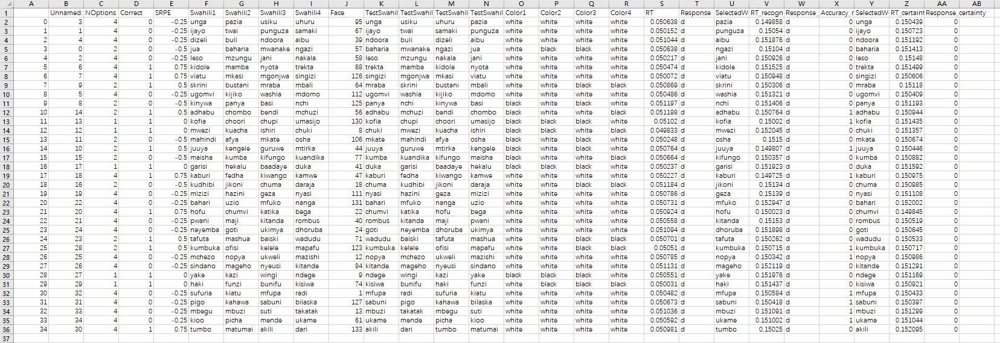 A B C D E F G H I J K L M N O P Q R S T U V W X Y Z AA AB
1 Unnamed: NOptions Correct SRPE Swahili1 Swahili2 Swahili3 Swahili4 Face TestSwahil TestSwahil TestSwahil TestSwahil Color1 Color2 Color3 Color4 RT Response SelectedW RT_recogn Response_ Accuracy_r SelectedW RT_certaint Response_certainty
2 0 3 4 0 -0.25 unga pazia usiku uhuru 95 unga usiku uhuru pazia white white white white 0.050638 d pazia 0.149858 d 0 unga 0.150439 0
3 1 1 4 0 -0.25 ijayo twai punguza samaki 67 ijayo twai samaki punguza white white white white 0.050152 d punguza 0.15054 d 0 ijayo 0.150723 0
4 2 4 4 0 -0.25 dizeli buli ndoora aibu 39 ndoora buli dizeli aibu white white white white 0.051044 d aibu 0.151876 d 0 ndoora 0.151192 0
5 3 0 2 0 -0.5 jua baharia mwanake ngazi 57 baharia mwanake ngazi jua white black black white 0.050638 d ngazi 0.15104 d 0 baharia 0.151413 0
6 4 2 4 0 -0.25 leso mzungu jani nakala 58 leso mzungu nakala jani white white white white 0.050217 d jani 0.150926 d 0 leso 0.15148 0
7 5 6 4 1 0.75 kidole mamba nyota trekta 68 trekta mamba kidole nyota white white white white 0.050474 d kidole 0.151525 d 0 trekta 0.151499 0
8 6 7 4 1 0.75 viatu mkasi mgonjwa singizi 126 singizi mgonjwa mkasi viatu white white white white 0.050072 d viatu 0.150948 d 0 singizi 0.150606 0
9 7 9 2 1 0.5 skrini bustani mraba mbali 64 mraba skrini bustani mbali white white black black 0.050869 d skrini 0.150306 d 0 mraba 0.15118 0
10 8 5 4 0 -0.25 ugomvi kijiko washia mdomo 112 ugomvi washia kijiko mdomo white white white white 0.050486 d washia 0.151321 d 0 ugomvi 0.150409 0
11 9 8 2 0 -0.5 kinywa panya basi nchi 125 panya nchi kinywa basi black white black white 0.051197 d nchi 0.151406 d 0 panya 0.151193 0
12 10 14 2 1 0.5 adhabu chombo bendi mchuzi 56 adhabu mchuzi bendi chombo white white white black 0.051198 d adhabu 0.150764 d 1 adhabu 0.150944 0
13 11 13 1 1 0 kofia choori chupi umasijo 130 kofia chupi choori umasijo black black black white 0.05102 d kofia 0.15002 d 1 kofia 0.151435 0
14 12 12 1 1 0 mwezi kuacha ishiri chuki 8 chuki mwezi kuacha ishiri black black white black 0.049833 d mwezi 0.152045 d 0 chuki 0.151357 0
15 13 11 2 0 -0.5 mahindi afya mkate osha 106 mkate mahindi afya osha black white black white 0.050248 d osha 0.1515 d 0 mkate 0.150674 0
16 14 10 2 1 0.5 juuya kengele guruwe mtirka 44 juuya guruwe mtirka kengele black white white black 0.050764 d juuya 0.149807 d 1 juuya 0.150446 0
17 15 15 2 0 -0.5 maisha kumba kifungo kuandika 77 kumba kuandika kifungo maisha black white black white 0.050664 d kifungo 0.150357 d 0 kumba 0.150882 0
18 16 17 1 1 0 garisi hekalu baadaye duka 41 duka garisi baadaye hekalu black black black white 0.050237 d garisi 0.151923 d 0 duka 0.151592 0
19 17 18 4 1 0.75 kaburi fedha kiwango kamwe 47 kaburi fedha kiwango kamwe white white white white 0.050227 d kaburi 0.149725 d 1 kaburi 0.150975 0
20 18 16 2 0 -0.5 kudhibi jikoni chuma daraja 18 chuma kudhibi jikoni daraja white white black black 0.051184 d jikoni 0.15134 d 0 chuma 0.150985 0
21 19 19 4 0 -0.25 mizizi hazini geza nyasi 111 nyasi hazini geza mizizi white white white white 0.050786 d geza 0.15139 d 0 nyasi 0.151108 0
22 20 22 4 0 -0.25 bahari uzio mfuko nanga 131 bahari mfuko nanga uzio white white white white 0.050731 d mfuko 0.152947 d 0 bahari 0.152002 0
23 21 20 4 1 0.75 hofu chumvi katika bega 22 chumvi katika hofu bega white white white white 0.050924 d hofu 0.150023 d 0 chumvi 0.149845 0
24 22 21 4 0 -0.25 pwani maji kitanda rombus 40 rombus kitanda maji pwani white white white white 0.050558 d kitanda 0.15153 d 0 rombus 0.150519 0
25 23 24 4 0 -0.25 neyemba goti ukimya dhoruba 24 goti neyemba dhoruba ukimya white white white white 0.051094 d dhoruba 0.151898 d 0 goti 0.150645 0
26 24 23 2 1 0.5 tafuta mashua baiski wadudu 71 wadudu baiski tafuta mashua white white black black 0.050701 d tafuta 0.150262 d 0 wadudu 0.150533 0
27 25 28 2 1 0.5 kumbuka ofisi kelele mapafu 123 kumbuka kelele ofisi mapafu white white black black 0.05051 d kumbuka 0.150715 d 1 kumbuka 0.150717 0
28 26 25 4 0 -0.25 mchezo nopya ukweli mazishi 12 nopya mchezo ukweli mazishi white white white white 0.050785 d nopya 0.150342 d 1 nopya 0.150986 0
29 27 26 4 0 -0.25 sindano mageho nyeusi kitande 84 kitande mageho nyeusi sindano white white white white 0.051131 d mageho 0.152119 d 0 kitande 0.151291 0
30 28 27 1 1 0 yake kazi wingi ndege 9 ndege wingi kazi yake white black black black 0.050551 d yake 0.151976 d 0 ndege 0.151169 0
31 29 29 1 1 0 haki funzi bunifu kisiwa 74 kisiwa bunifu haki funzi white black black black 0.050031 d haki 0.151437 d 0 kisiwa 0.150921 0
32 30 32 4 0 -0.25 sufuria kiatu mfupa radi 1 mfupa radi sufuria kiatu white white white white 0.050482 d mfupa 0.150584 d 1 mfupa 0.150433 0
33 31 31 4 0 -0.25 pigo kahawa sabuni bilaska 127 sabuni pigo kahawa bilaska white white white white 0.050673 d sabuni 0.150418 d 1 sabuni 0.150397 0
34 32 33 4 0 -0.25 mbegu mbuzi suti takatak 13 mbuzi takatak mbegu suti white white white white 0.051036 d mbuzi 0.151091 d 1 mbuzi 0.151299 0
35 33 34 4 0 -0.25 kioo picha mende ukame 61 ukame mende picha kioo white white white white 0.050592 d ukame 0.151002 d 1 ukame 0.151044 0
36 34 30 4 1 0.75 tumbo matumai akili dari 133 akili dari tumbo matumai white white white white 0.050981 d tumbo 0.15025 d 0 akili 0.152095 0
37